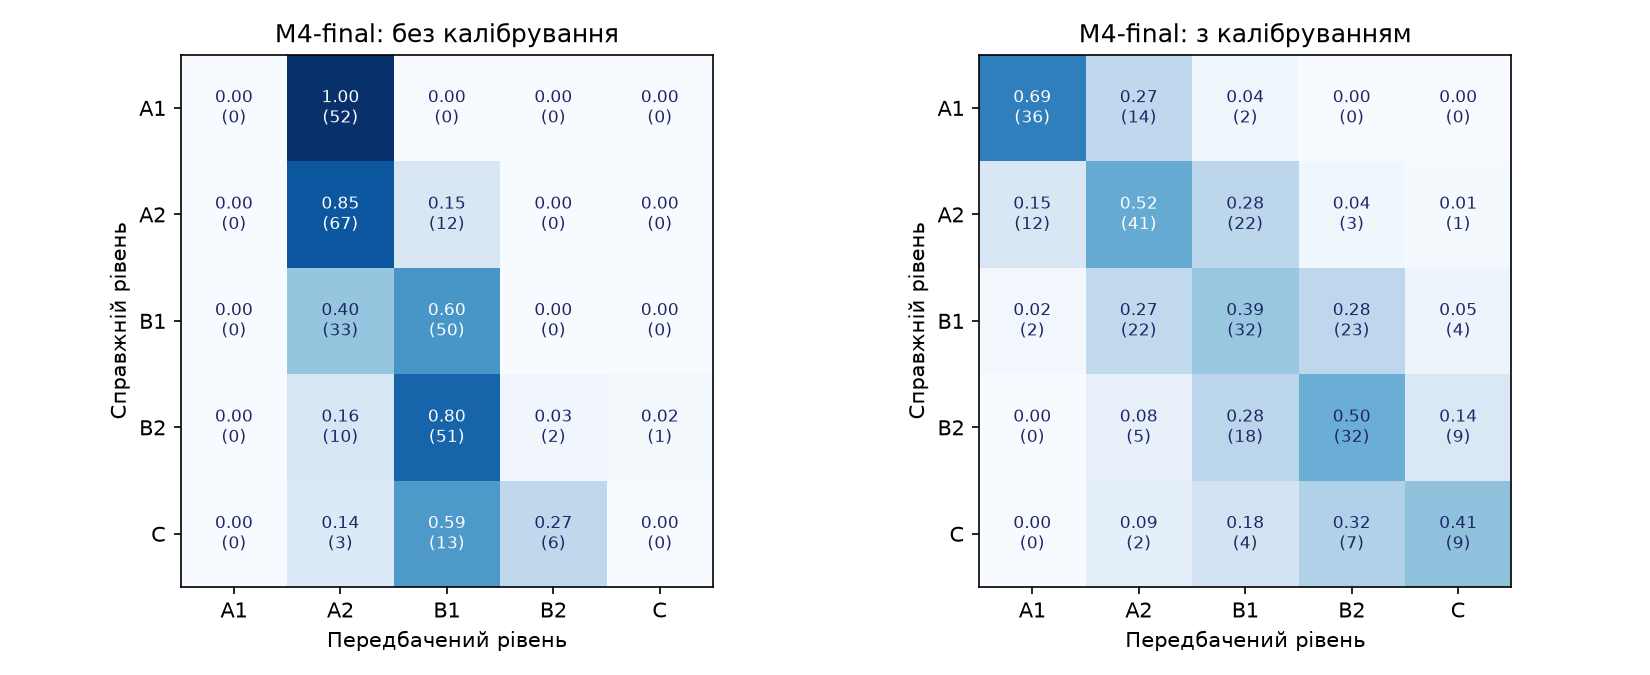 M4-final: без калібрування
Справжній рівень
A1
0.00 1.00 0.00 0.00 0.00
(0) (52) (0) (0) (0)
A2
0.00 0.85 0.15 0.00 0.00
(0) (67) (12) (0) (0)
B1
0.00 0.40 0.60 0.00 0.00
(0) (33) (50) (0) (0)
B2
0.00 0.16 0.80 0.03 0.02
(0) (10) (51) (2) (1)
C
0.00 0.14 0.59 0.27 0.00
(0) (3) (13) (6) (0)
A1 A2 B1 B2 C
Передбачений рівень
M4-final: з калібруванням
Справжній рівень
A1
0.69 0.27 0.04 0.00 0.00
(36) (14) (2) (0) (0)
A2
0.15 0.52 0.28 0.04 0.01
(12) (41) (22) (3) (1)
B1
0.02 0.27 0.39 0.28 0.05
(2) (22) (32) (23) (4)
B2
0.00 0.08 0.28 0.50 0.14
(0) (5) (18) (32) (9)
C
0.00 0.09 0.18 0.32 0.41
(0) (2) (4) (7) (9)
A1 A2 B1 B2 C
Передбачений рівень